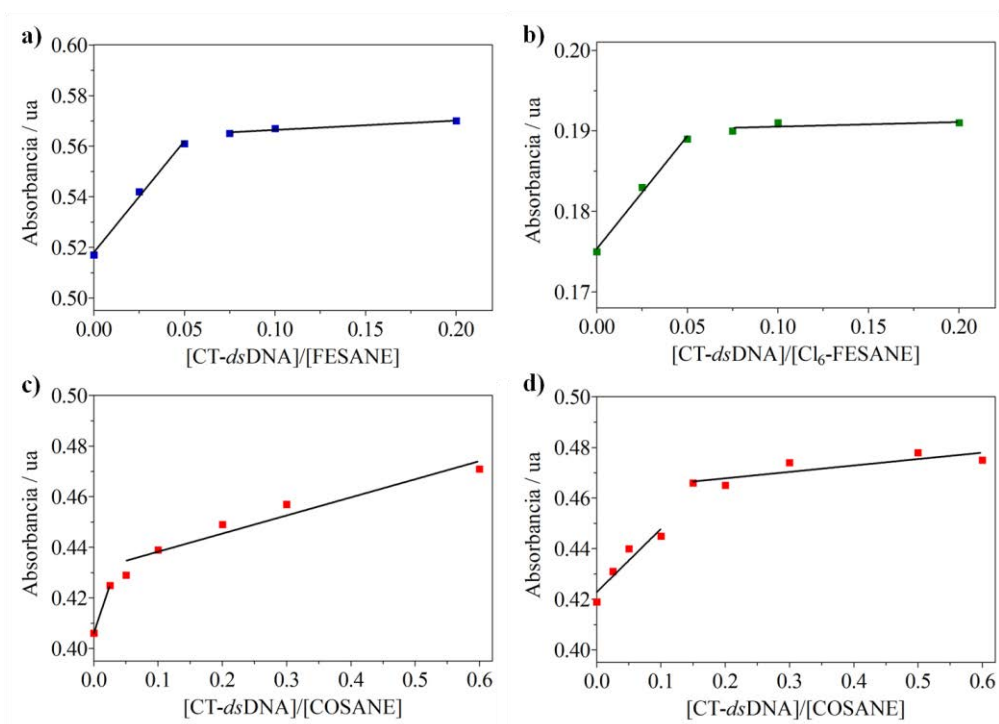 a)
0.60
0.58
0.56
0.54
0.52
0.50
Absorbancia / ua
0.00 0.05 0.10 0.15 0.20
[CT-dsDNA]/[FESANE]
b)
0.20
0.19
0.18
0.17
Absorbancia / ua
0.00 0.05 0.10 0.15 0.20
[CT-dsDNA]/[Cl₆-FESANE]
c)
0.50
0.48
0.46
0.44
0.42
0.40
Absorbancia / ua
0.0 0.1 0.2 0.3 0.4 0.5 0.6
[CT-dsDNA]/[COSANE]
d)
0.50
0.48
0.46
0.44
0.42
0.40
Absorbancia / ua
0.0 0.1 0.2 0.3 0.4 0.5 0.6
[CT-dsDNA]/[COSANE]